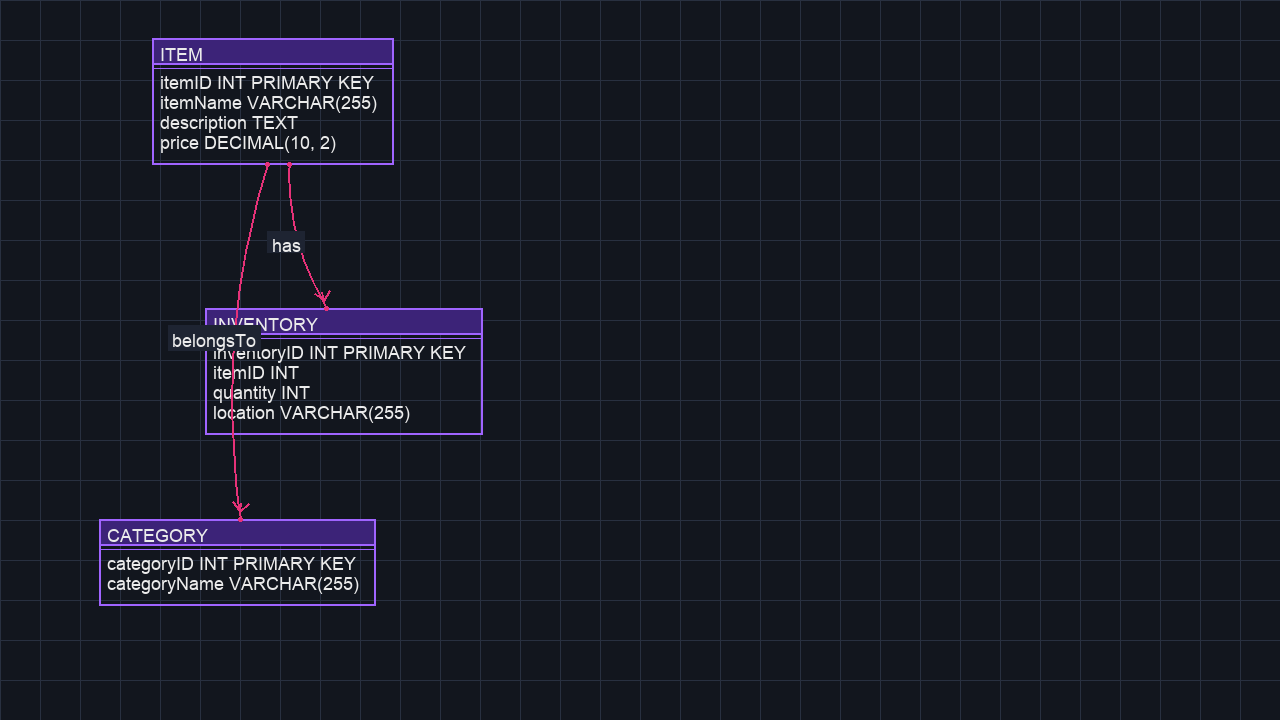 ITEM
itemID INT PRIMARY KEY
itemName VARCHAR(255)
description TEXT
price DECIMAL(10, 2)
has
INVENTORY
belongsTo
inventoryID INT PRIMARY KEY
itemID INT
quantity INT
location VARCHAR(255)
CATEGORY
categoryID INT PRIMARY KEY
categoryName VARCHAR(255)